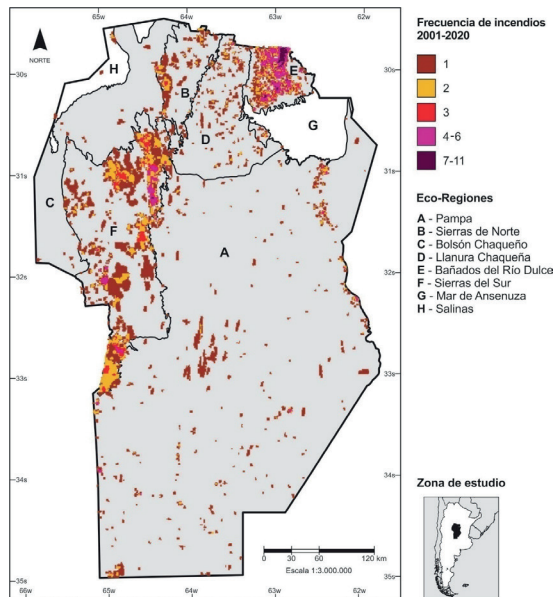 65w
64w
63w
62w
NORTE
30s
31s
32s
33s
34s
35s
30s
31s
32s
33s
34s
35s
H
B
E
D
G
C
F
A
0 30 60 120
km
Escala 1:3.000.000
66w
65w
64w
63w
62w
Frecuencia de incendios
2001-2020
1
2
3
4-6
7-11
Eco-Regiones
A - Pampa
B - Sierras de Norte
C - Bolsón Chaqueño
D - Llanura Chaqueña
E - Bañados del Río Dulce
F - Sierras del Sur
G - Mar de Ansenuza
H - Salinas
Zona de estudio